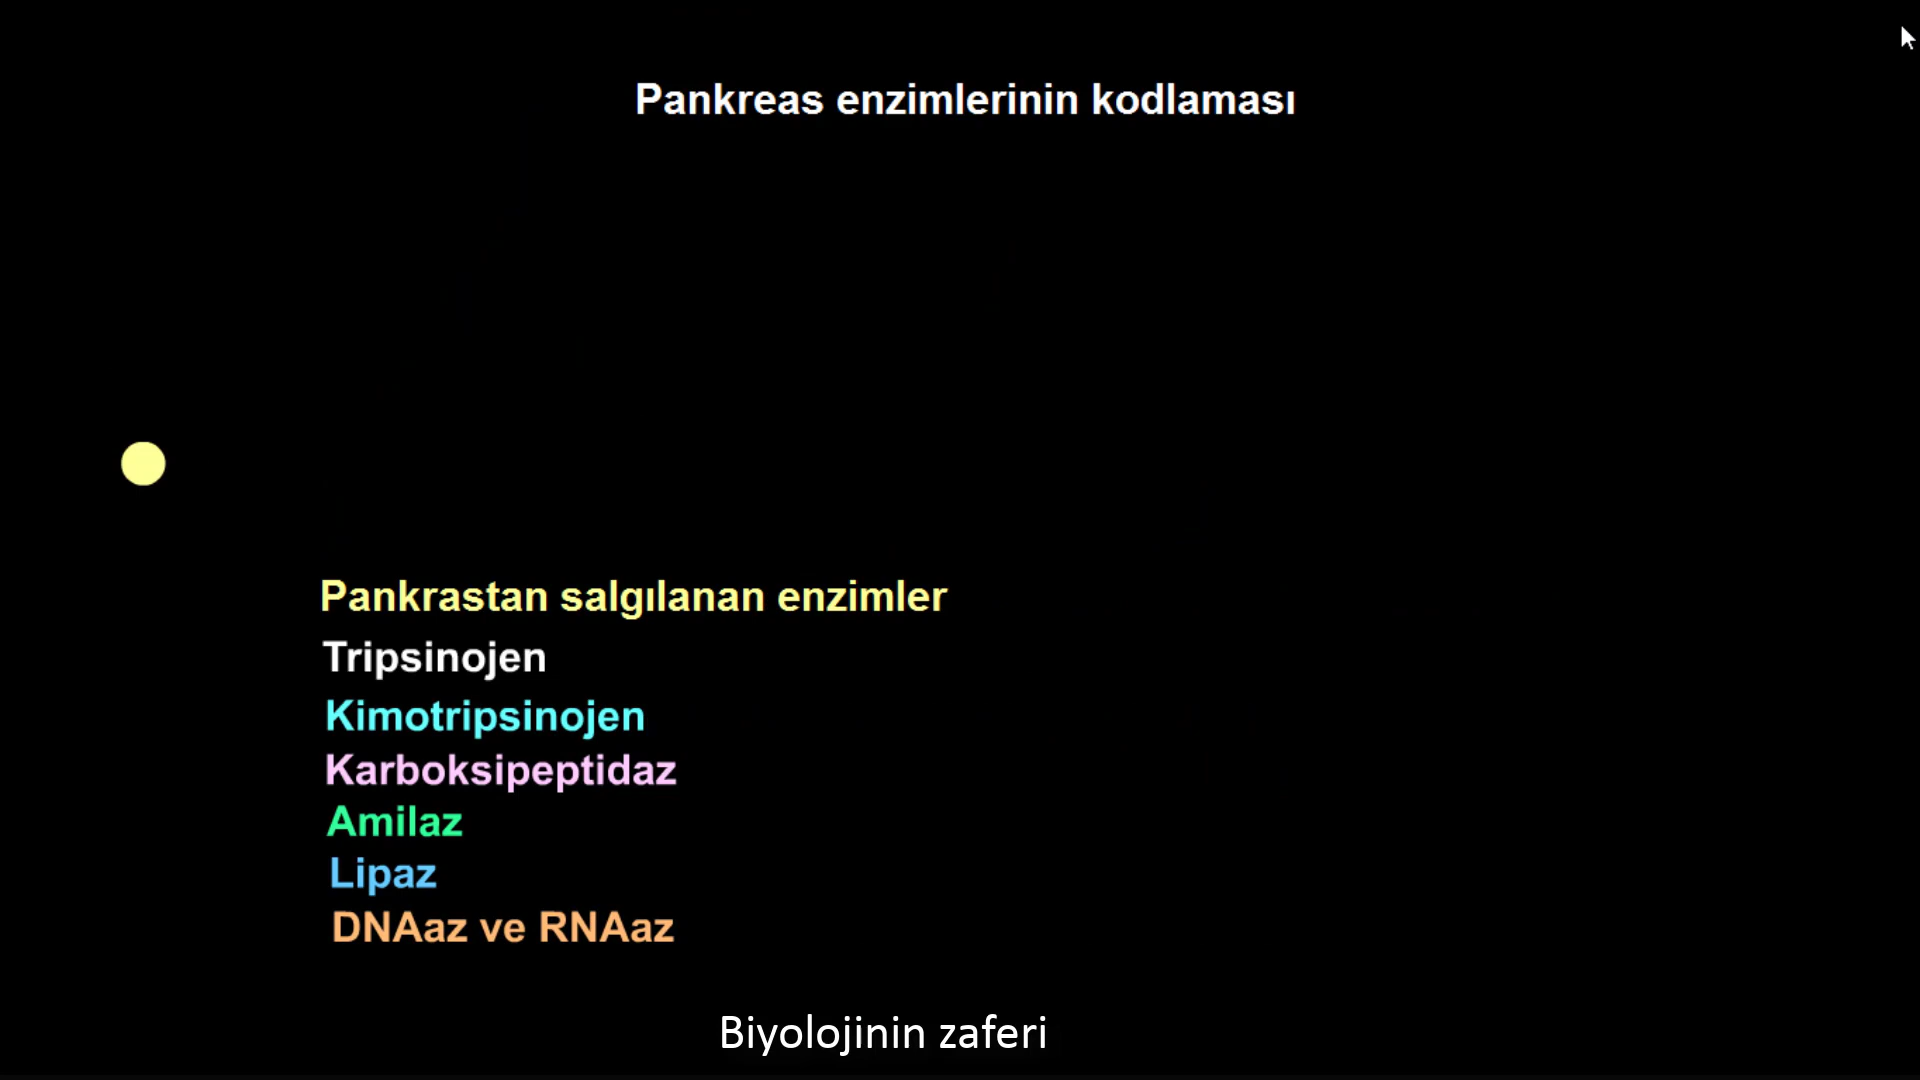 Pankreas enzimlerinin kodlaması
Pankrastan salgılanan enzimler
Tripsinojen
Kimotripsinojen
Karboksipeptidaz
Amilaz
Lipaz
DNAaz ve RNAaz
Biyolojinin zaferi